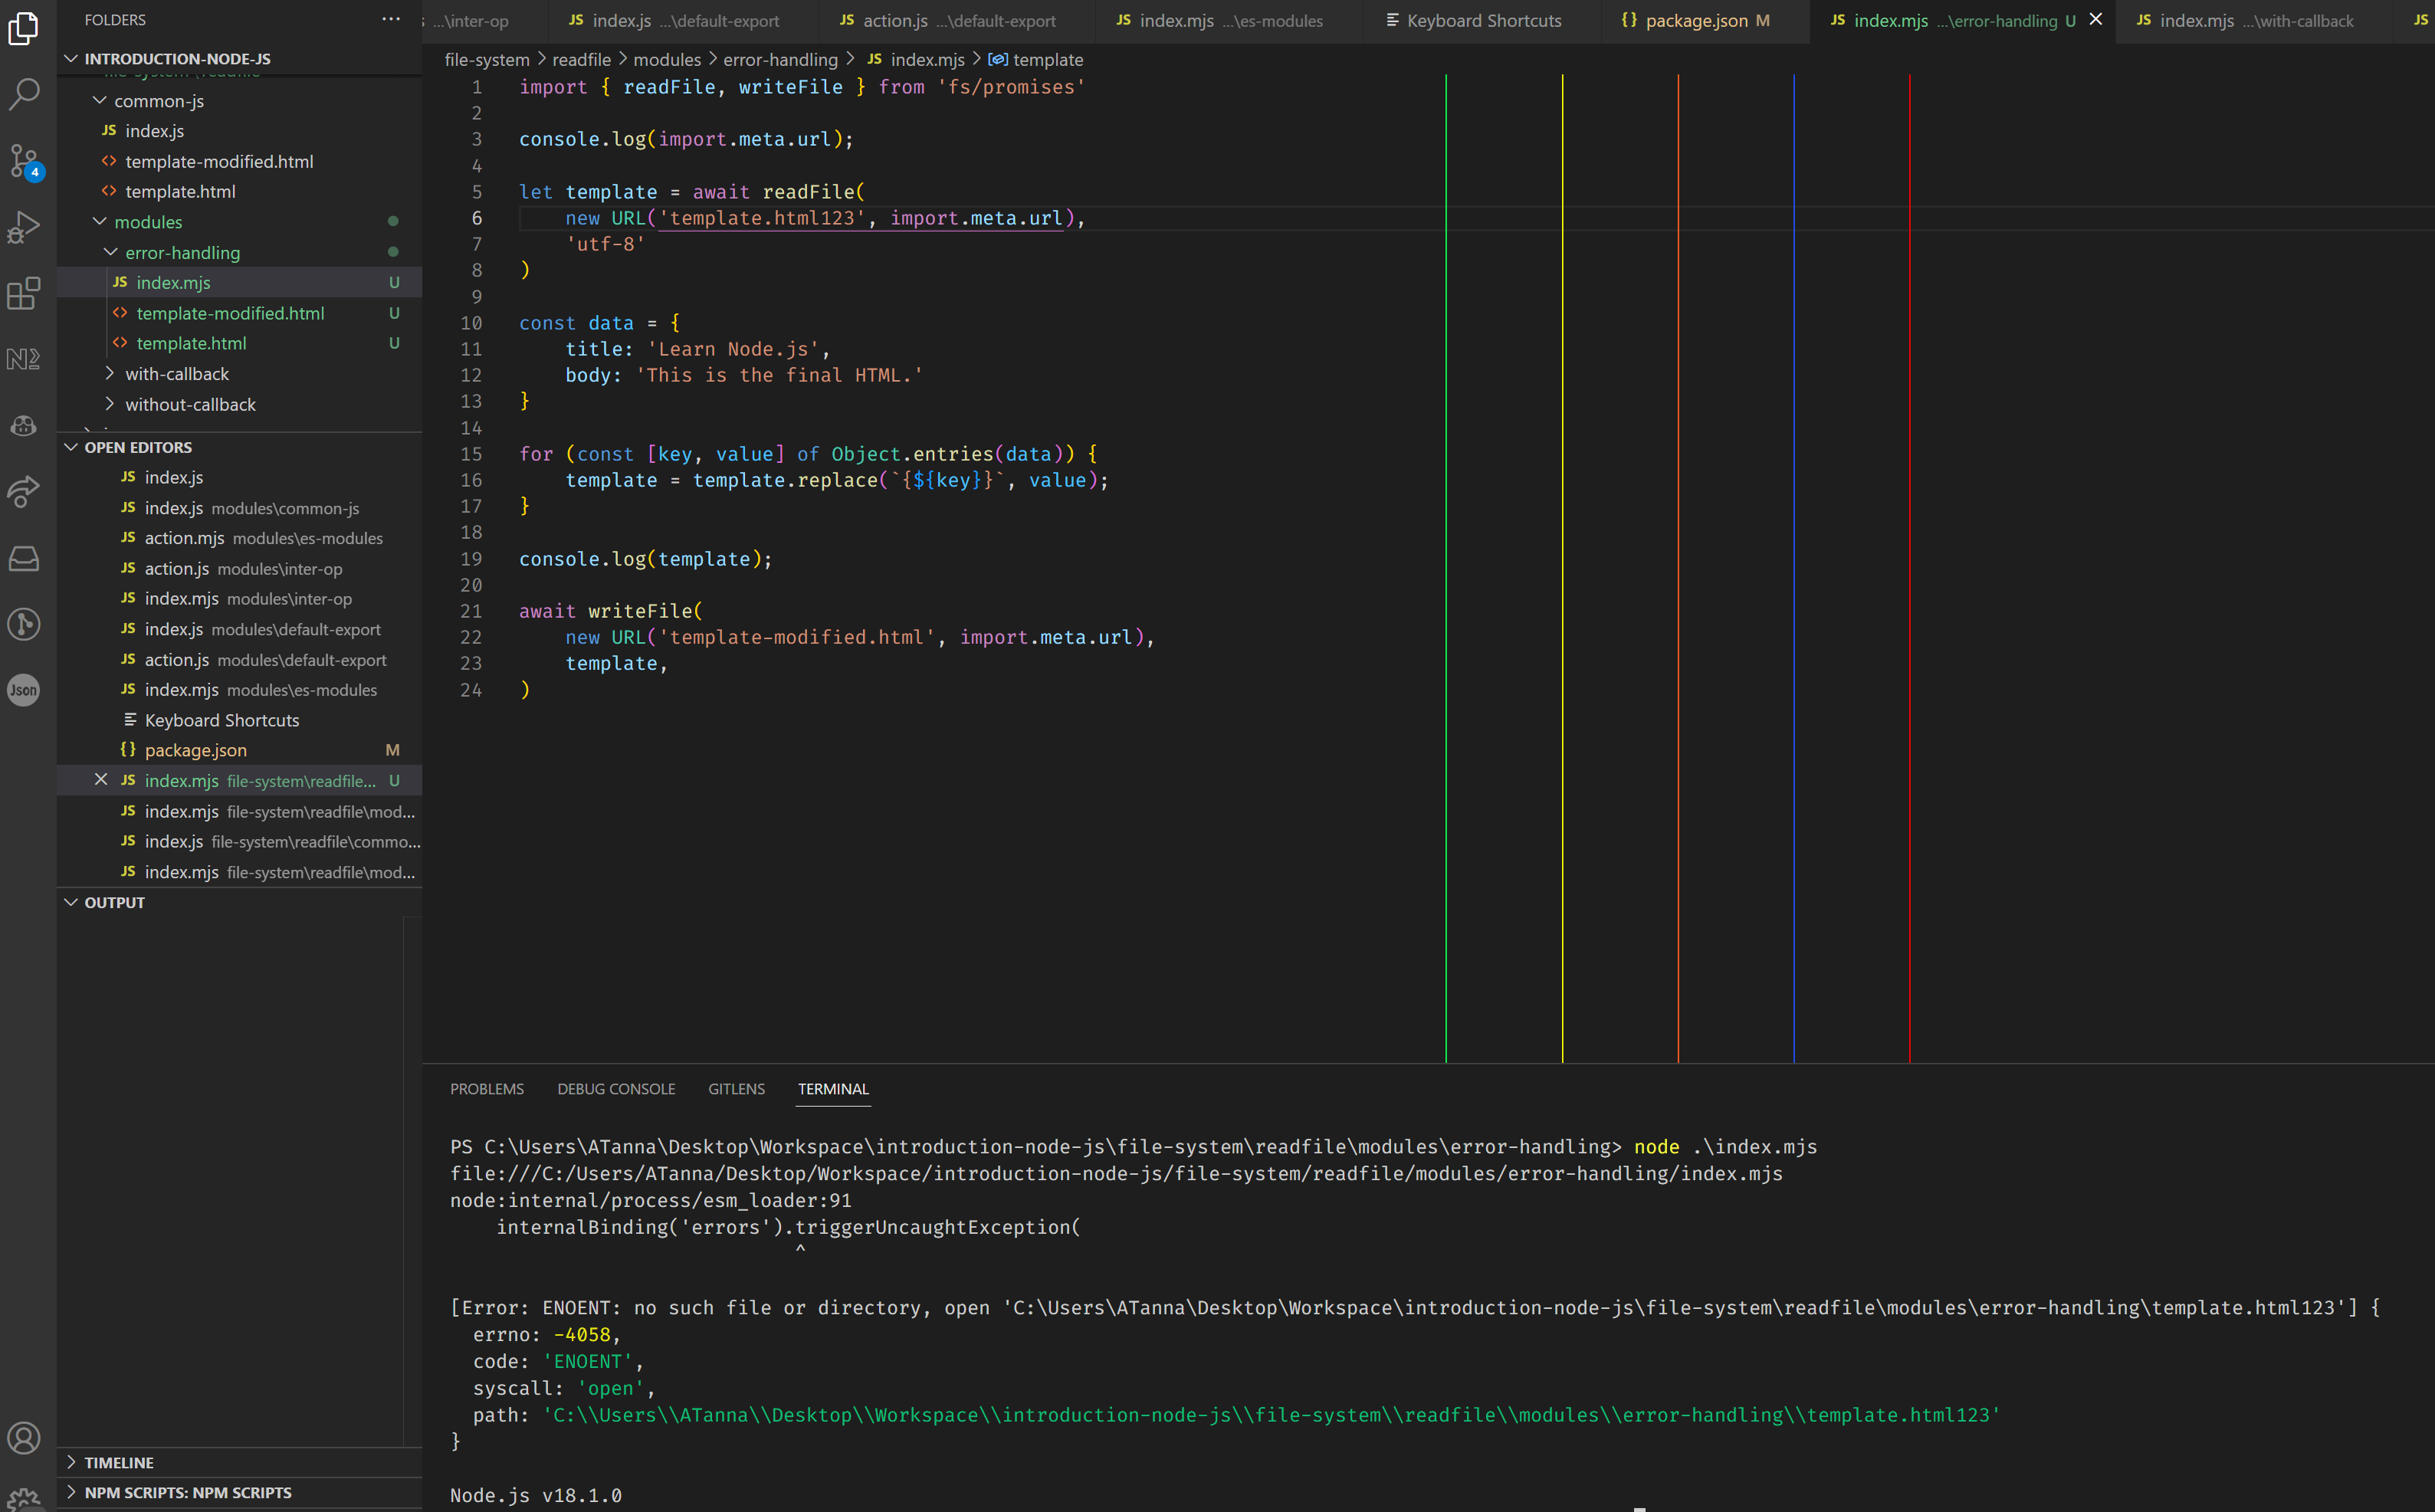 FOLDERS
...
INTRODUCTION-NODE-JS
common-js
JS index.js
<> template-modified.html
<> template.html
modules
error-handling
JS index.mjs U
<> template-modified.html U
<> template.html U
with-callback
without-callback
4
OPEN EDITORS
JS index.js
JS index.js modules\common-js
JS action.mjs modules\es-modules
JS action.js modules\inter-op
JS index.mjs modules\inter-op
JS index.js modules\default-export
JS action.js modules\default-export
JS index.mjs modules\es-modules
Keyboard Shortcuts
{} package.json M
JS index.mjs file-system\readfile... U
JS index.mjs file-system\readfile\mod...
JS index.js file-system\readfile\commo...
JS index.mjs file-system\readfile\mod...
Json
OUTPUT
TIMELINE
NPM SCRIPTS: NPM SCRIPTS
...\inter-op JS index.js ...\default-export JS action.js ...\default-export JS index.mjs ...\es-modules Keyboard Shortcuts {} package.json M JS index.mjs ...\error-handling U JS index.mjs ...\with-callback JS
file-system > readfile > modules > error-handling > JS index.mjs > template
1 import { readFile, writeFile } from 'fs/promises'
2
3 console.log(import.meta.url);
4
5 let template = await readFile(
6 new URL('template.html123', import.meta.url),
7 'utf-8'
8 )
9
10 const data = {
11 title: 'Learn Node.js',
12 body: 'This is the final HTML.'
13 }
14
15 for (const [key, value] of Object.entries(data)) {
16 template = template.replace(`{${key}}`, value);
17 }
18
19 console.log(template);
20
21 await writeFile(
22 new URL('template-modified.html', import.meta.url),
23 template,
24 )
PROBLEMS DEBUG CONSOLE GITLENS TERMINAL
PS C:\Users\ATanna\Desktop\Workspace\introduction-node-js\file-system\readfile\modules\error-handling> node .\index.mjs
file:///C:/Users/ATanna/Desktop/Workspace/introduction-node-js/file-system/readfile/modules/error-handling/index.mjs
node:internal/process/esm_loader:91
internalBinding('errors').triggerUncaughtException(
^
[Error: ENOENT: no such file or directory, open 'C:\Users\ATanna\Desktop\Workspace\introduction-node-js\file-system\readfile\modules\error-handling\template.html123'] {
errno: -4058,
code: 'ENOENT',
syscall: 'open',
path: 'C:\\Users\\ATanna\\Desktop\\Workspace\\introduction-node-js\\file-system\\readfile\\modules\\error-handling\\template.html123'
}
Node.js v18.1.0